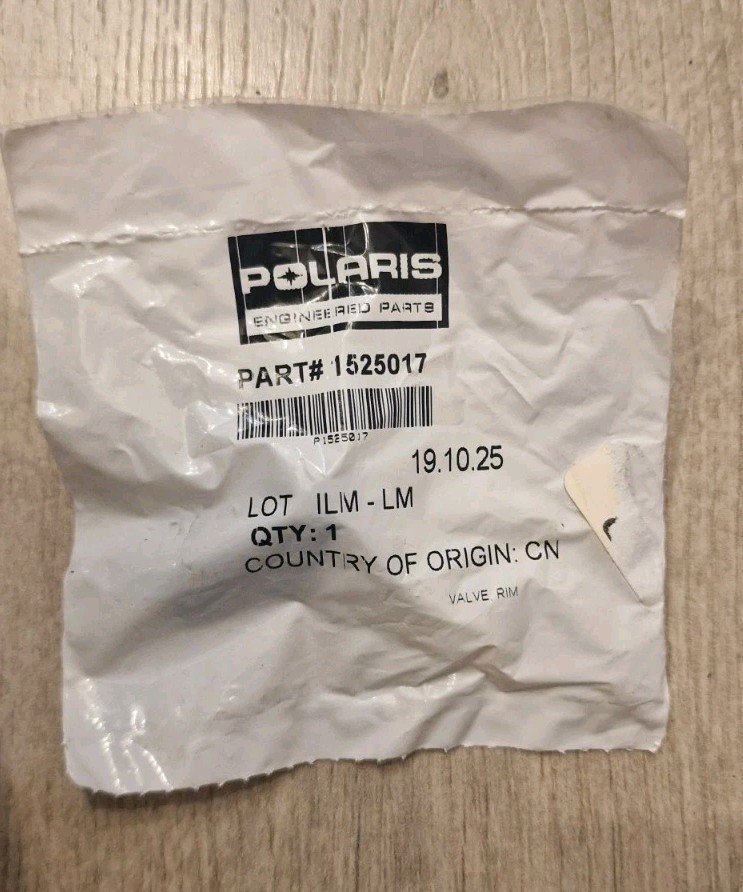 POLARIS
ENGINEERED PARTS
PART# 1525017
P1525017
19.10.25
LOT ILIM - LM
QTY: 1
COUNTRY OF ORIGIN: CN
VALVE RIM